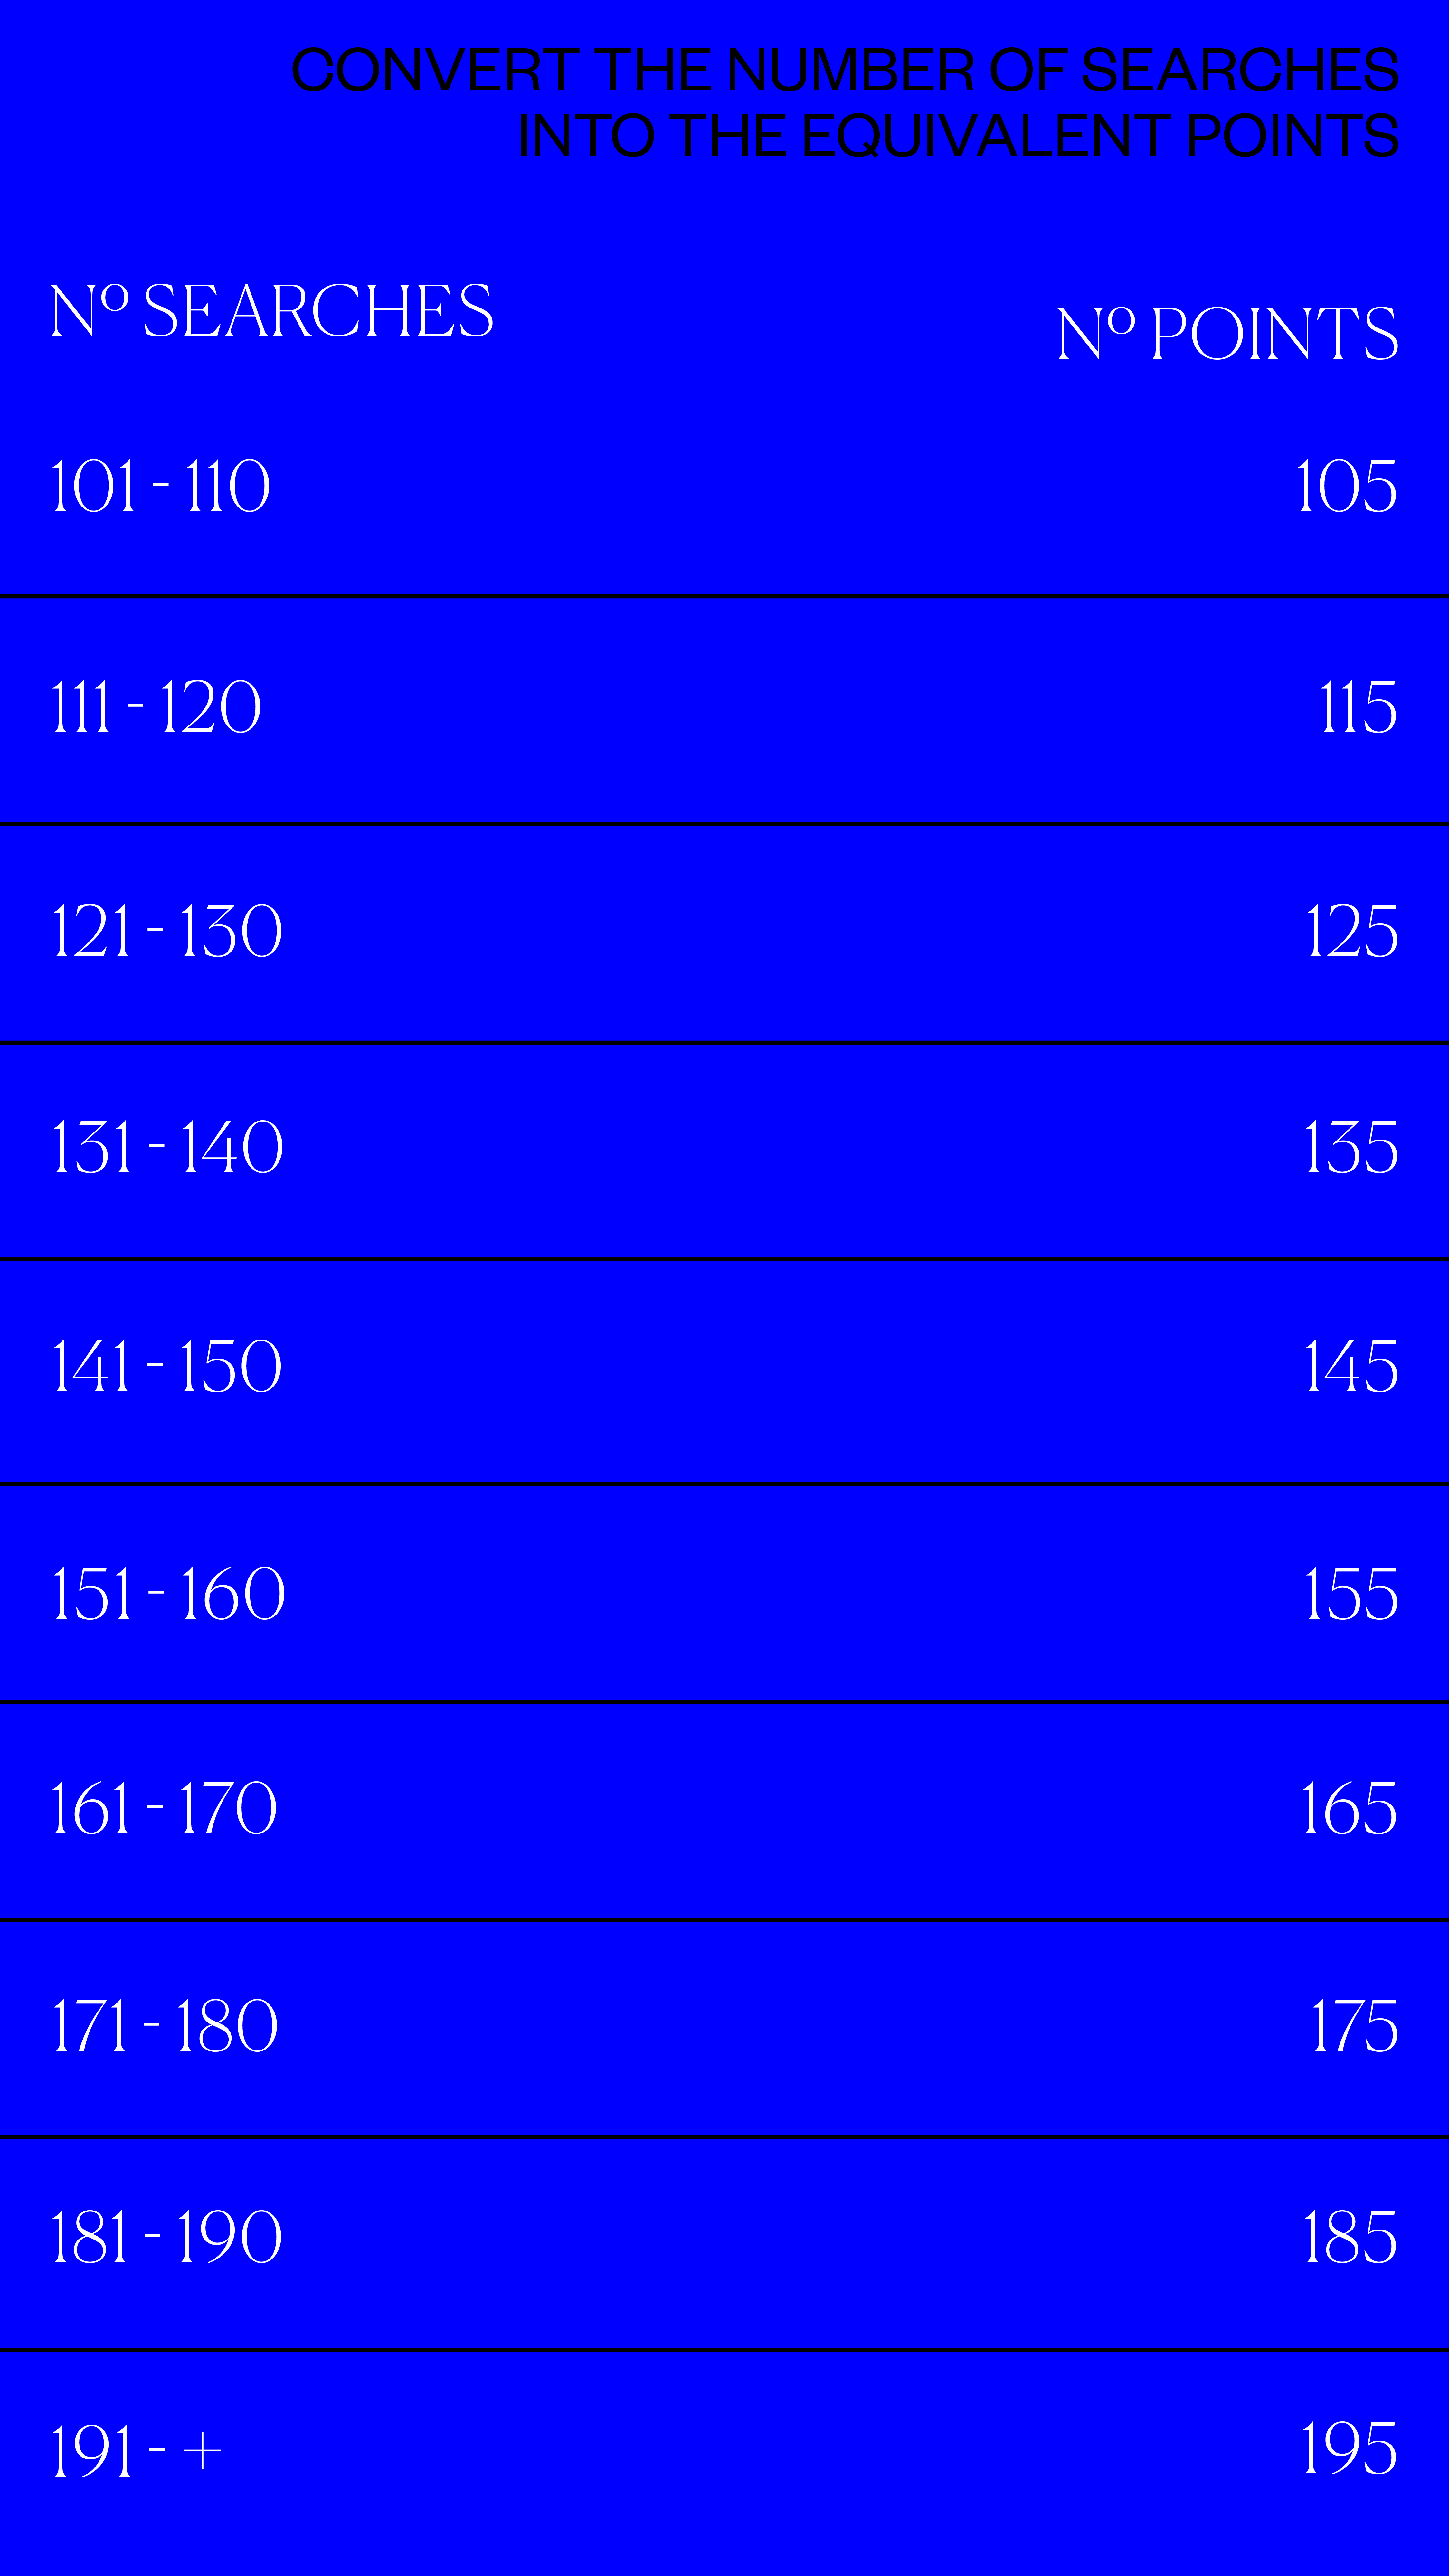 CONVERT THE NUMBER OF SEARCHES
INTO THE EQUIVALENT POINTS
Nº SEARCHES Nº POINTS
101 - 110 105
111 - 120 115
121 - 130 125
131 - 140 135
141 - 150 145
151 - 160 155
161 - 170 165
171 - 180 175
181 - 190 185
191 - + 195